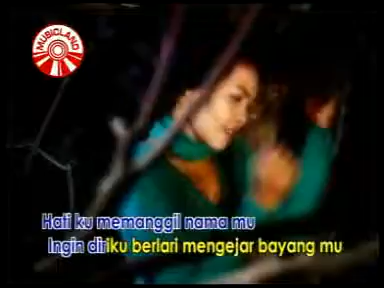 MUSICLAND
Hati ku memanggil nama mu
Ingin diriku berlari mengejar bayang mu